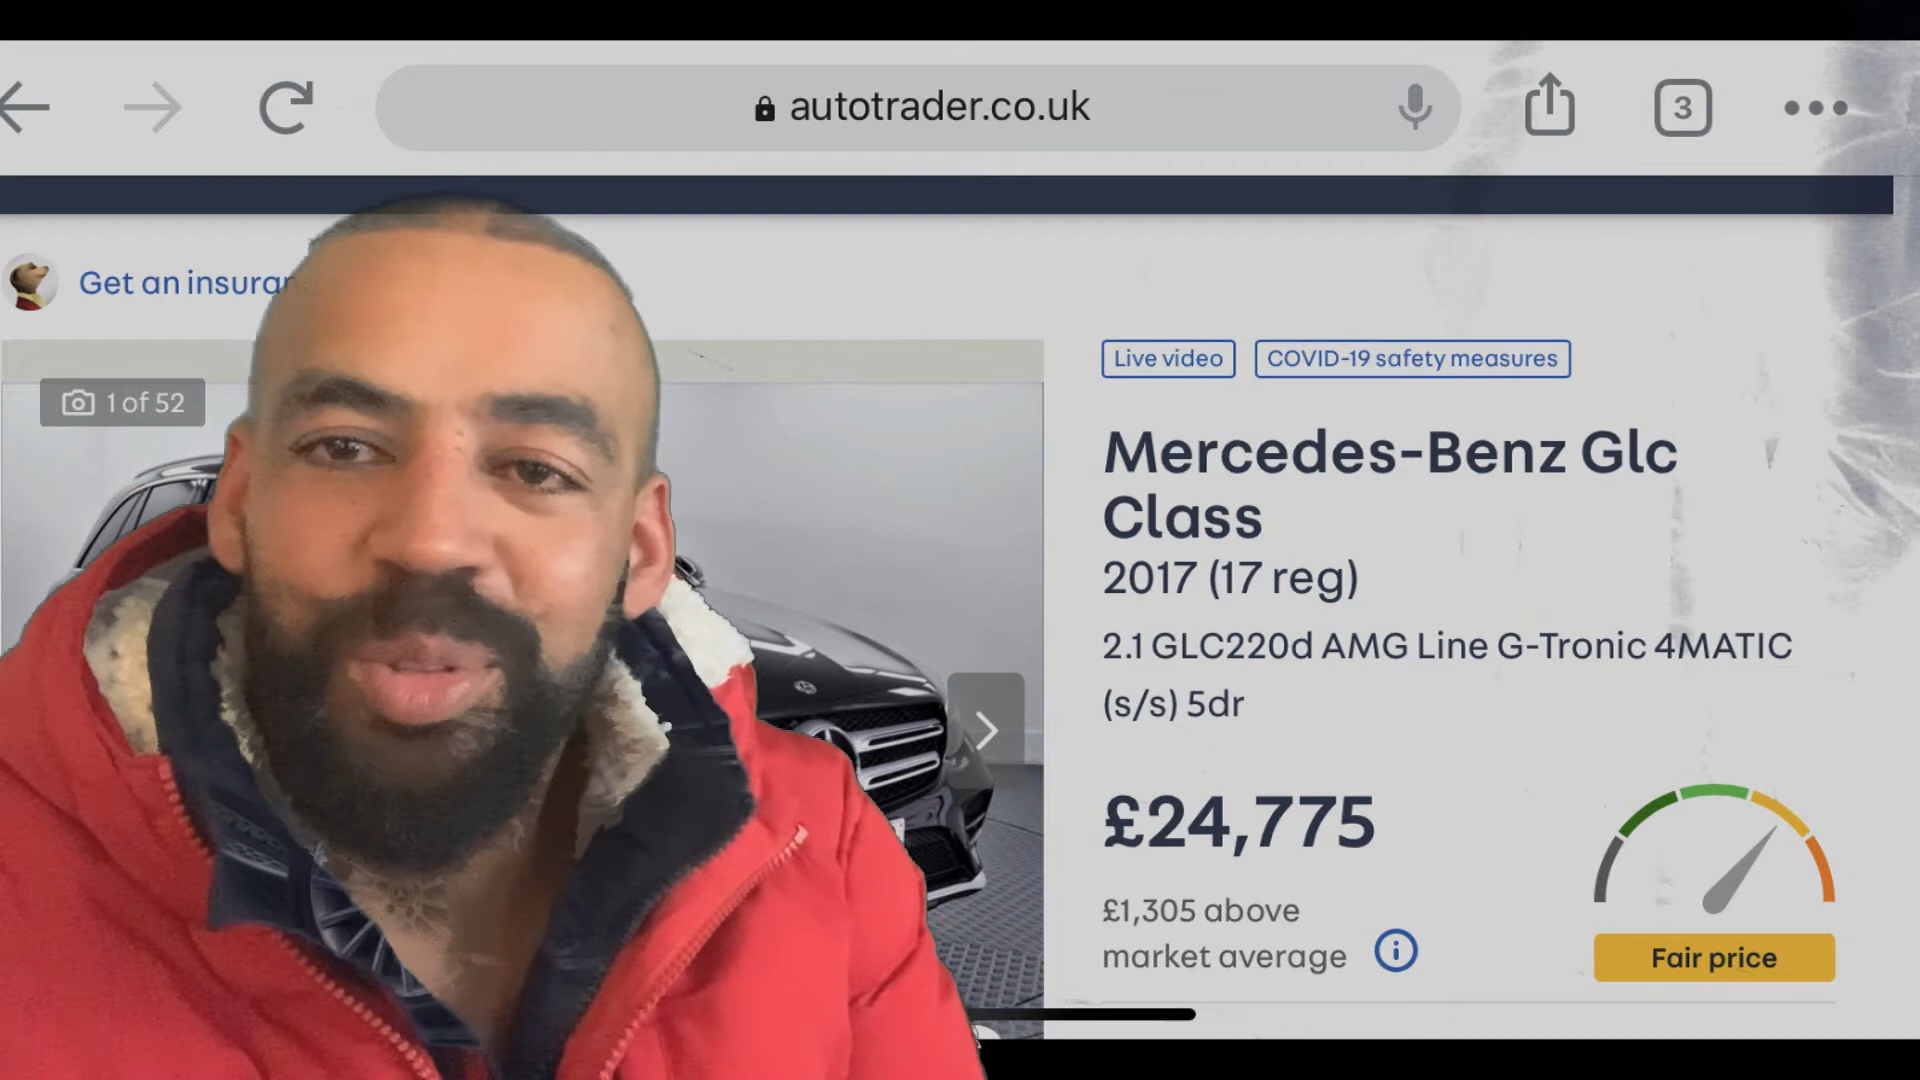 autotrader.co.uk
3
Get an insuran
1 of 52
Live video
COVID-19 safety measures
Mercedes-Benz Glc
Class
2017 (17 reg)
2.1 GLC220d AMG Line G-Tronic 4MATIC
(s/s) 5dr
£24,775
£1,305 above
market average
Fair price